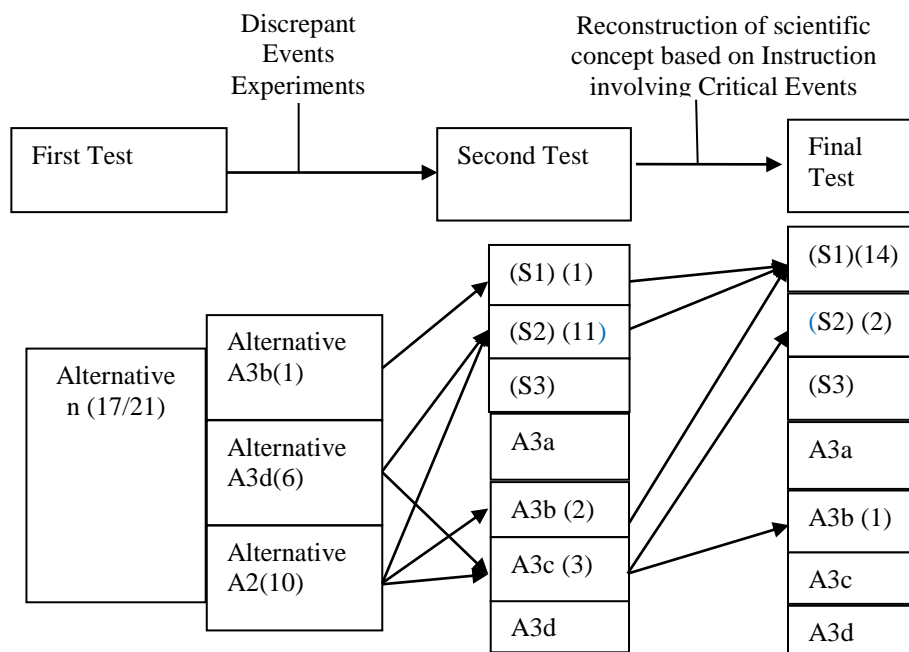 Discrepant
Events
Experiments
Reconstruction of scientific
concept based on Instruction
involving Critical Events
First Test
Second Test
Final
Test
Alternative
n (17/21)
Alternative
A3b(1)
Alternative
A3d(6)
Alternative
A2(10)
(S1) (1)
(S2) (11)
(S3)
A3a
A3b (2)
A3c (3)
A3d
(S1)(14)
(S2) (2)
(S3)
A3a
A3b (1)
A3c
A3d